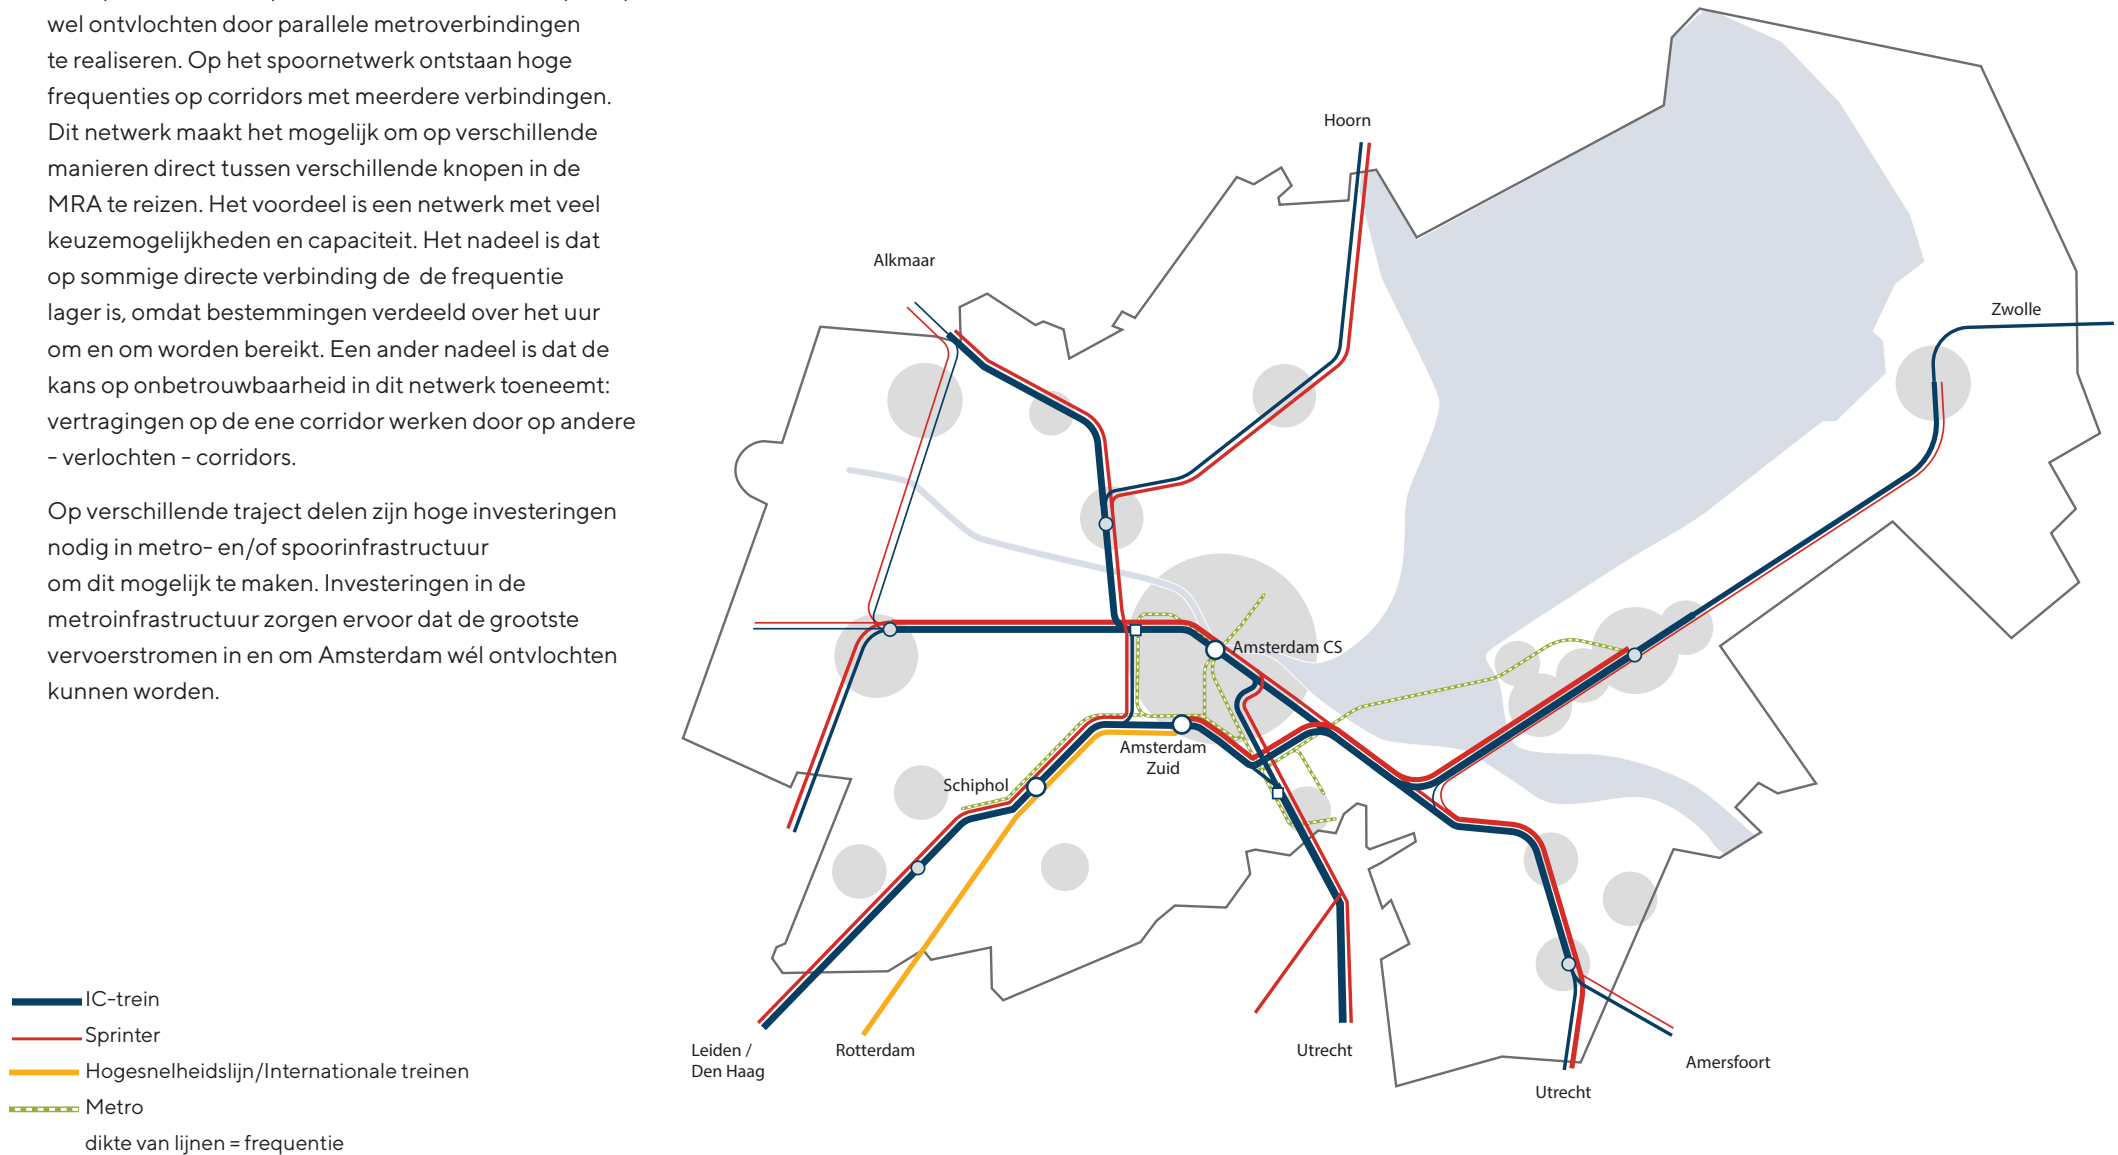 wel ontvlochten door parallele metroverbindingen
te realiseren. Op het spoornetwerk ontstaan hoge
frequenties op corridors met meerdere verbindingen.
Dit netwerk maakt het mogelijk om op verschillende
manieren direct tussen verschillende knopen in de
MRA te reizen. Het voordeel is een netwerk met veel
keuzemogelijkheden en capaciteit. Het nadeel is dat
op sommige directe verbinding de  de frequentie
lager is, omdat bestemmingen verdeeld over het uur
om en om worden bereikt. Een ander nadeel is dat de
kans op onbetrouwbaarheid in dit netwerk toeneemt:
vertragingen op de ene corridor werken door op andere
- verlochten - corridors.
Op verschillende traject delen zijn hoge investeringen
nodig in metro- en/of spoorinfrastructuur
om dit mogelijk te maken. Investeringen in de
metroinfrastructuur zorgen ervoor dat de grootste
vervoerstromen in en om Amsterdam wél ontvlochten
kunnen worden.
IC-trein
Sprinter
Hogesnelheidslijn/Internationale treinen
Metro
dikte van lijnen = frequentie
Hoorn
Alkmaar
Zwolle
Amsterdam CS
Amsterdam
Zuid
Schiphol
Leiden /
Den Haag
Rotterdam
Utrecht
Utrecht
Amersfoort